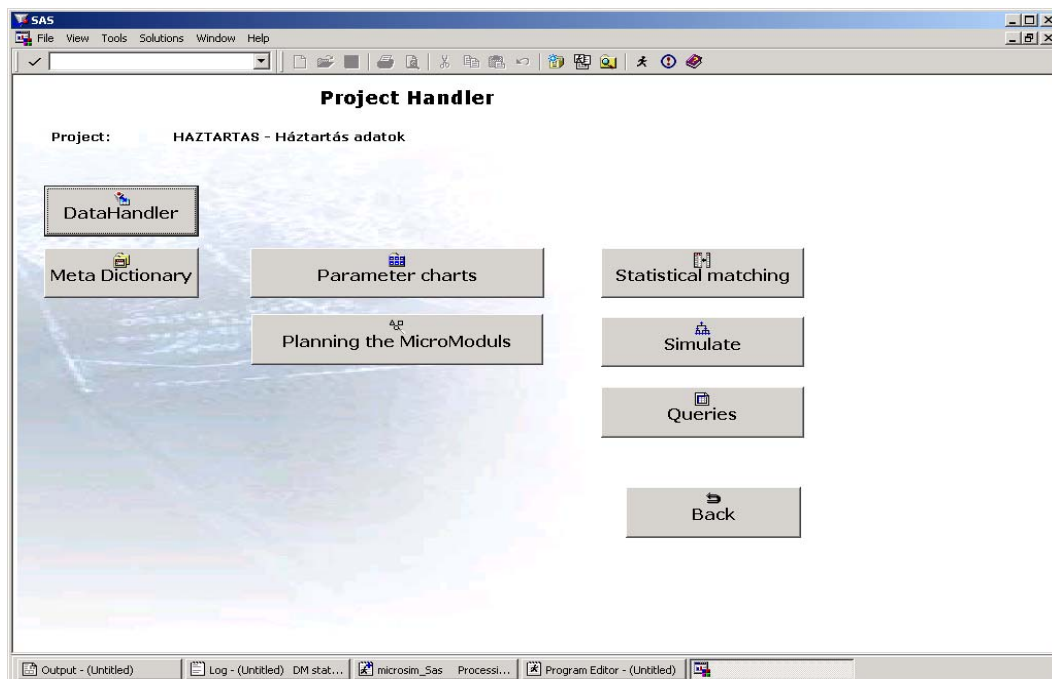 SAS
File View Tools Solutions Window Help
Project Handler
Project: HAZTARTAS - Háztartás adatok
DataHandler
Meta Dictionary
Parameter charts
Statistical matching
Planning the MicroModuls
Simulate
Queries
Back
Output - (Untitled) Log - (Untitled) DM stat... microsim_Sas Processi... Program Editor - (Untitled)